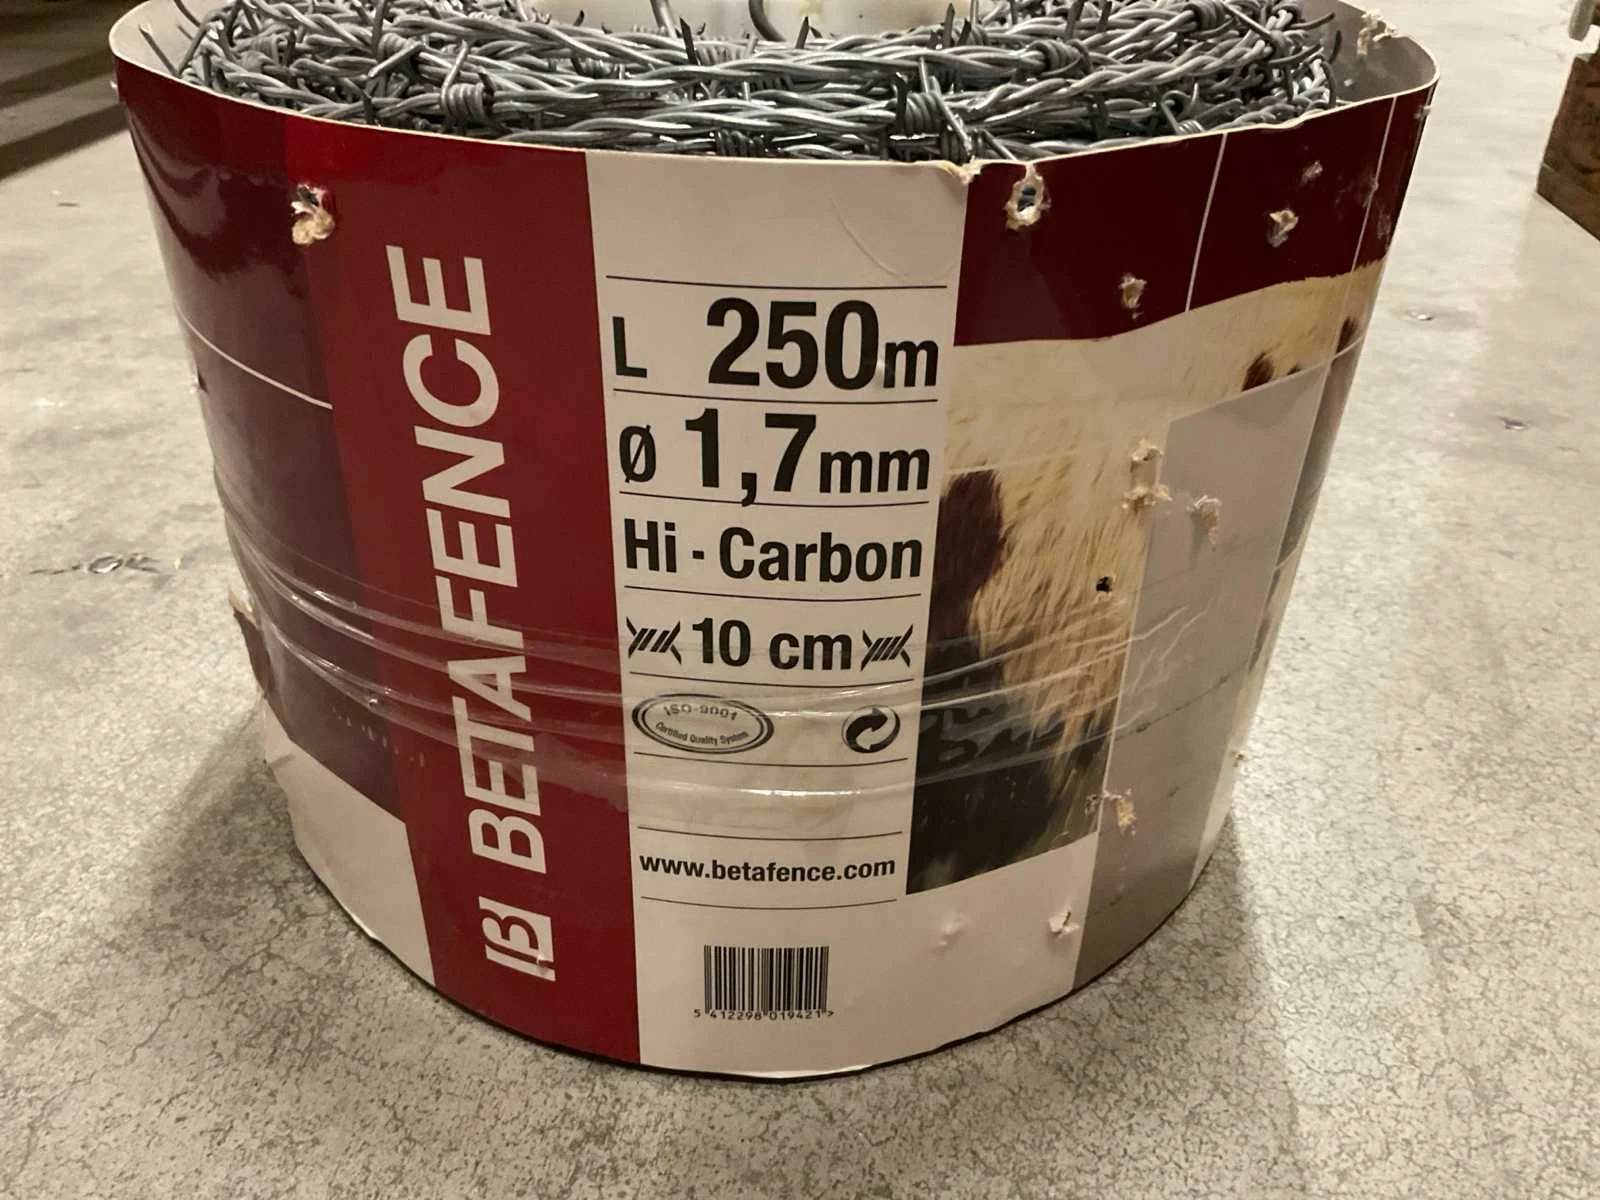 BETAFENCE
L 250m
Ø 1,7mm
Hi - Carbon
10 cm
ISO-9001
Certified Quality System
www.betafence.com
5 412298 019421 >